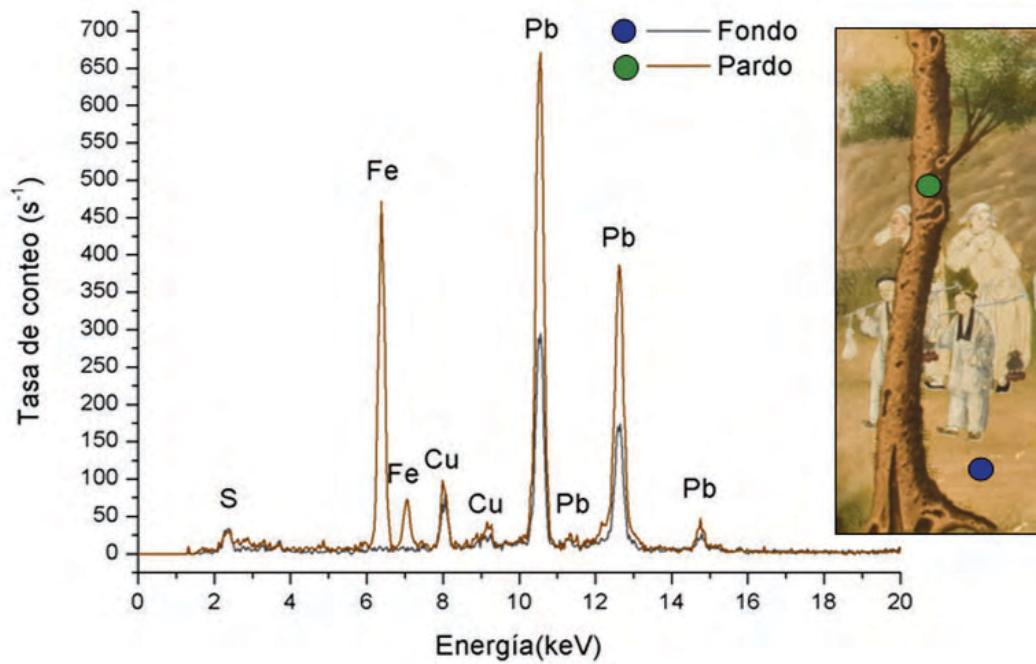 Tasa de conteo (s⁻¹)
700
650
600
550
500
450
400
350
300
250
200
150
100
50
0
S
Fe
Fe
Cu
Cu
Pb
Pb
Pb
Pb
Fondo
Pardo
0 2 4 6 8 10 12 14 16 18 20
Energía(keV)